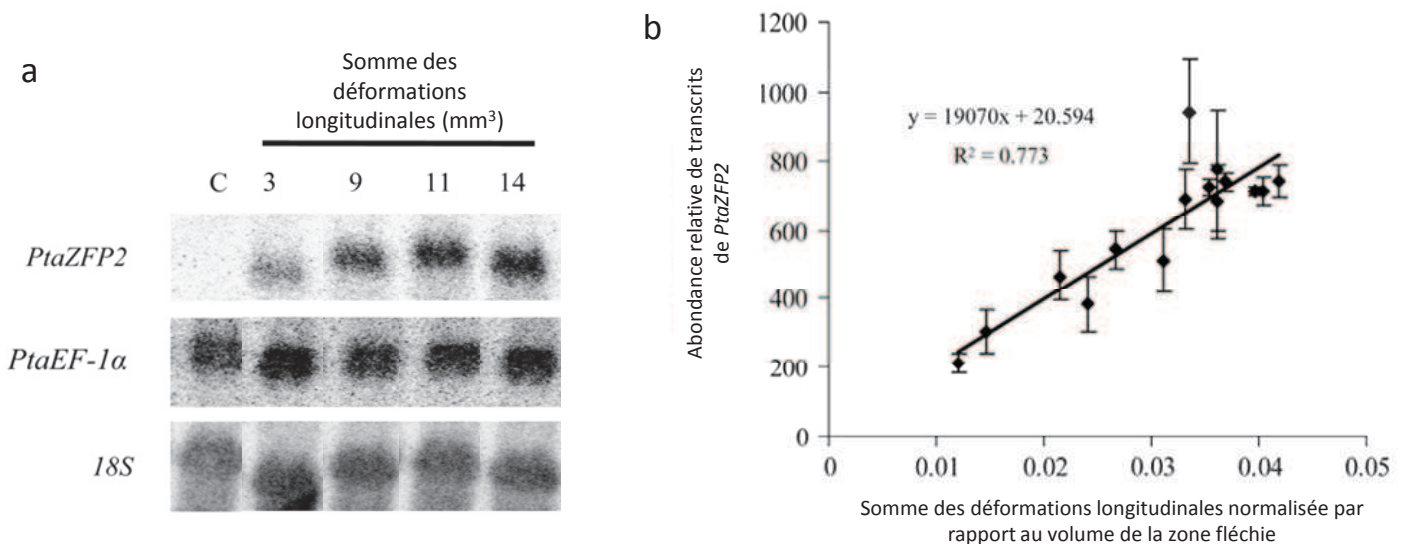 a
Somme des
déformations
longitudinales (mm³)
C 3 9 11 14
PtaZFP2
PtaEF-1α
18S
b
Abondance relative de transcrits
de PtaZFP2
1200
1000
800
600
400
200
0
y = 19070x + 20.594
R² = 0.773
0 0.01 0.02 0.03 0.04 0.05
Somme des déformations longitudinales normalisée par
rapport au volume de la zone fléchie